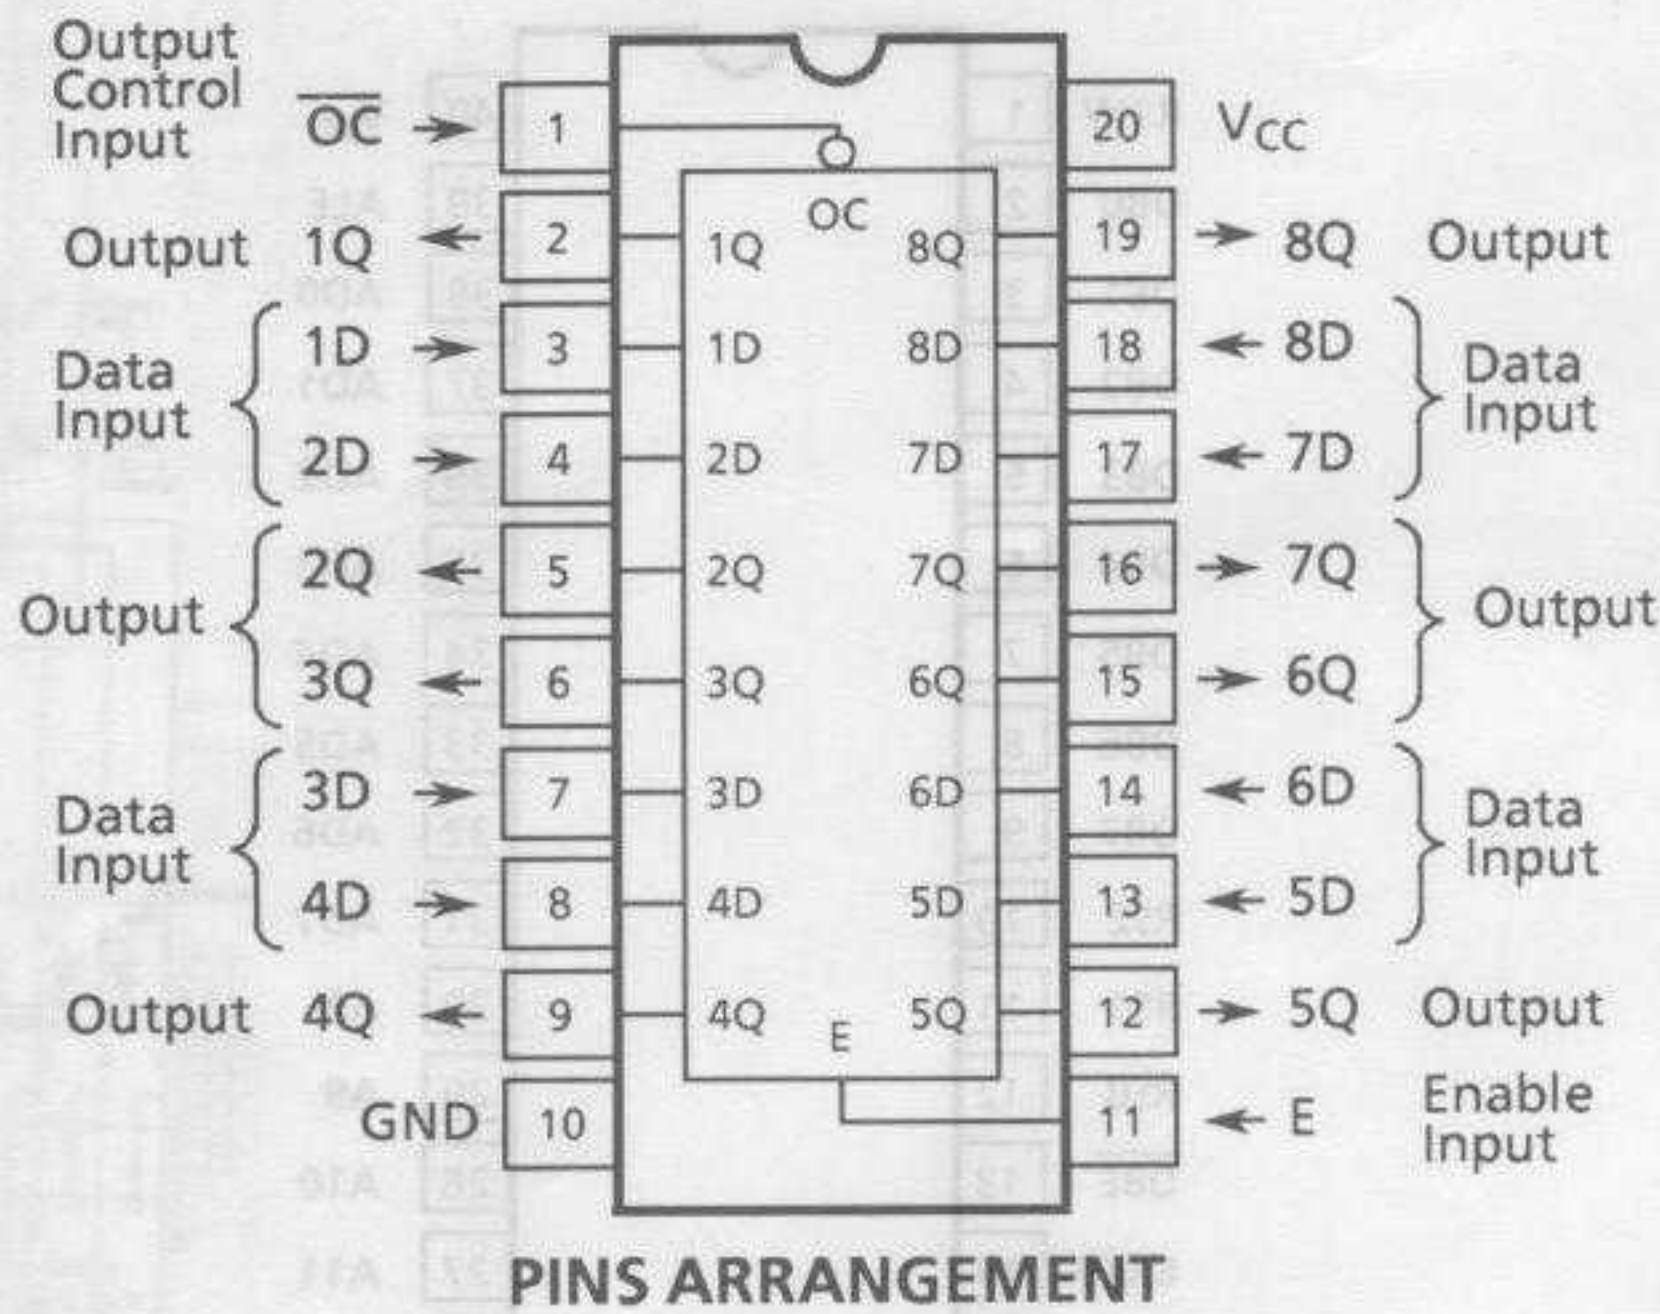 Output
Control
Input
OC
1
20
VCC
OC
Output 1Q
2
1Q
8Q
19
8Q Output
Data
Input
1D
3
1D
8D
18
8D
Data
Input
2D
4
2D
7D
17
7D
Output
2Q
5
2Q
7Q
16
7Q
Output
3Q
6
3Q
6Q
15
6Q
Data
Input
3D
7
3D
6D
14
6D
Data
Input
4D
8
4D
5D
13
5D
Output 4Q
9
4Q
E
5Q
12
5Q Output
GND
10
11
E
Enable
Input
PINS ARRANGEMENT